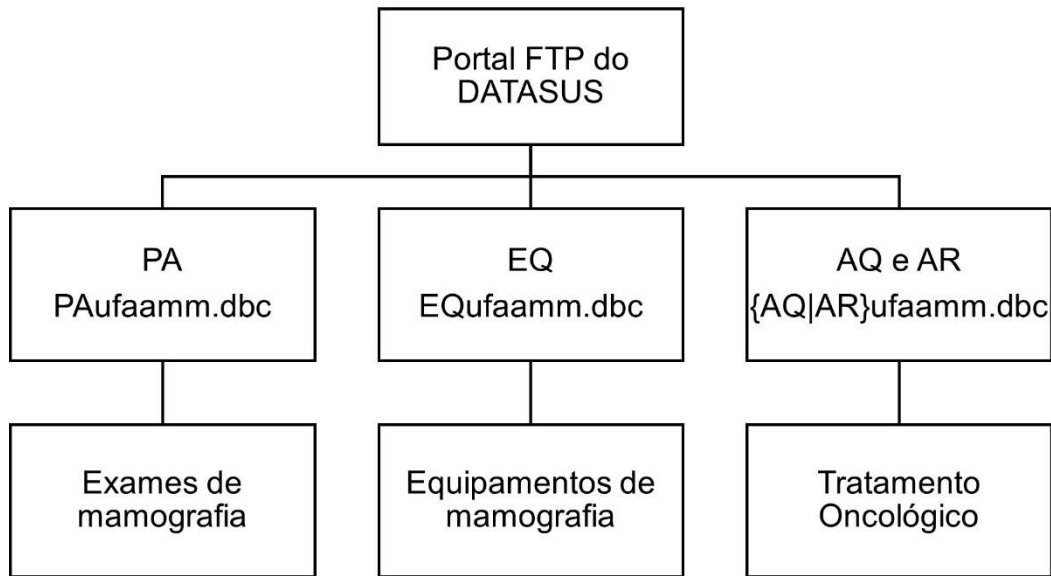 Portal FTP do
DATASUS
PA
PAufaamm.dbc
EQ
EQufaamm.dbc
AQ e AR
{AQ|AR}ufaamm.dbc
Exames de
mamografia
Equipamentos de
mamografia
Tratamento
Oncológico